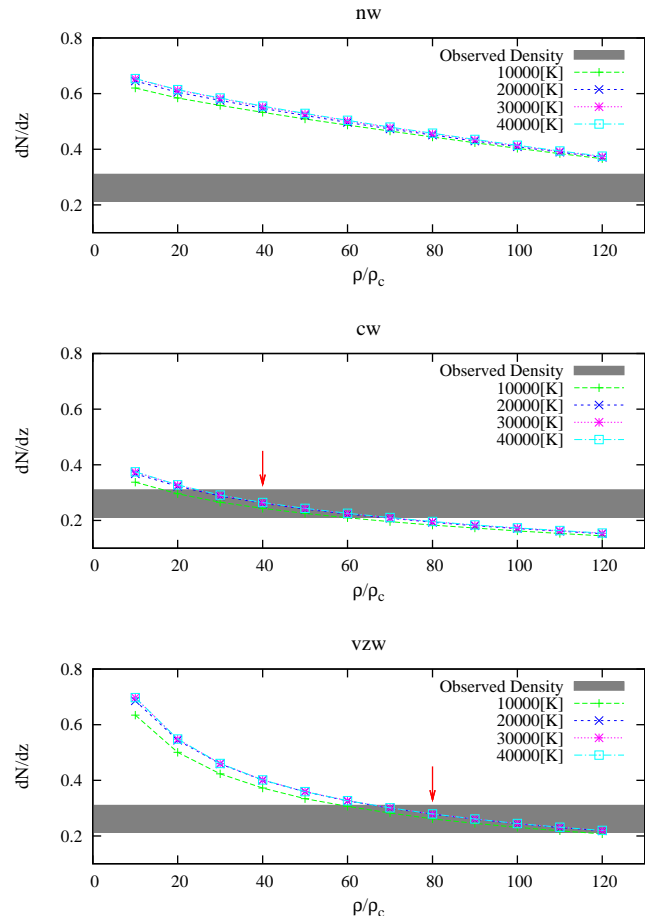 nw
0.8
0.6
0.4
0.2
dN/dz
Observed Density
10000[K]
20000[K]
30000[K]
40000[K]
0 20 40 60 80 100 120
ρ/ρc
cw
0.8
0.6
0.4
0.2
dN/dz
Observed Density
10000[K]
20000[K]
30000[K]
40000[K]
0 20 40 60 80 100 120
ρ/ρc
vzw
0.8
0.6
0.4
0.2
dN/dz
Observed Density
10000[K]
20000[K]
30000[K]
40000[K]
0 20 40 60 80 100 120
ρ/ρc